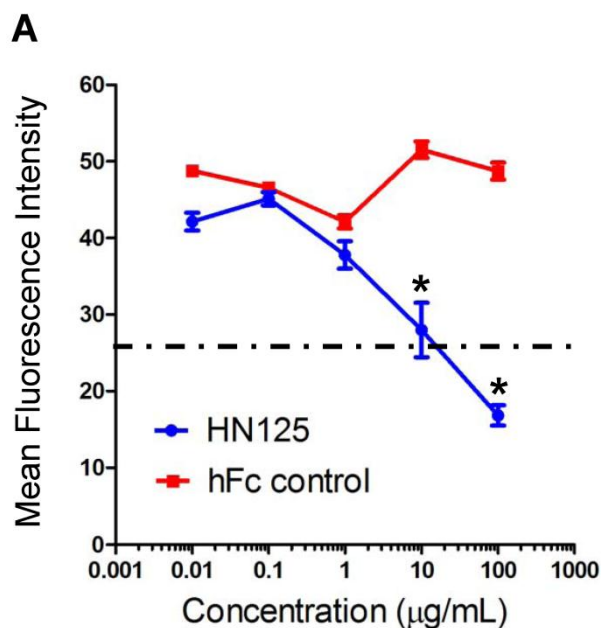 A
Mean Fluorescence Intensity
60
50
40
30
20
10
0
*
*
HN125
hFc control
0.001 0.01 0.1 1 10 100 1000
Concentration (μg/mL)